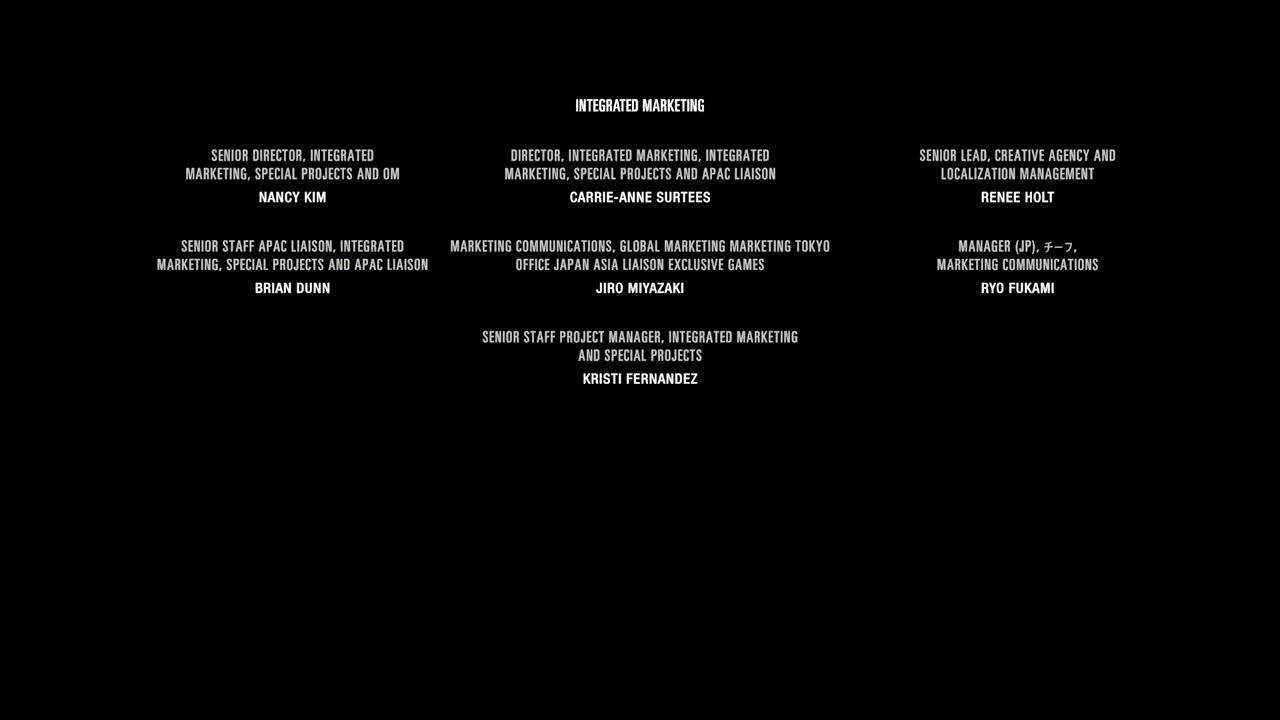 INTEGRATED MARKETING
SENIOR DIRECTOR, INTEGRATED
MARKETING, SPECIAL PROJECTS AND OM
NANCY KIM
DIRECTOR, INTEGRATED MARKETING, INTEGRATED
MARKETING, SPECIAL PROJECTS AND APAC LIAISON
CARRIE-ANNE SURTEES
SENIOR LEAD, CREATIVE AGENCY AND
LOCALIZATION MANAGEMENT
RENEE HOLT
SENIOR STAFF APAC LIAISON, INTEGRATED
MARKETING, SPECIAL PROJECTS AND APAC LIAISON
BRIAN DUNN
MARKETING COMMUNICATIONS, GLOBAL MARKETING MARKETING TOKYO
OFFICE JAPAN ASIA LIAISON EXCLUSIVE GAMES
JIRO MIYAZAKI
MANAGER (JP), チーフ,
MARKETING COMMUNICATIONS
RYO FUKAMI
SENIOR STAFF PROJECT MANAGER, INTEGRATED MARKETING
AND SPECIAL PROJECTS
KRISTI FERNANDEZ